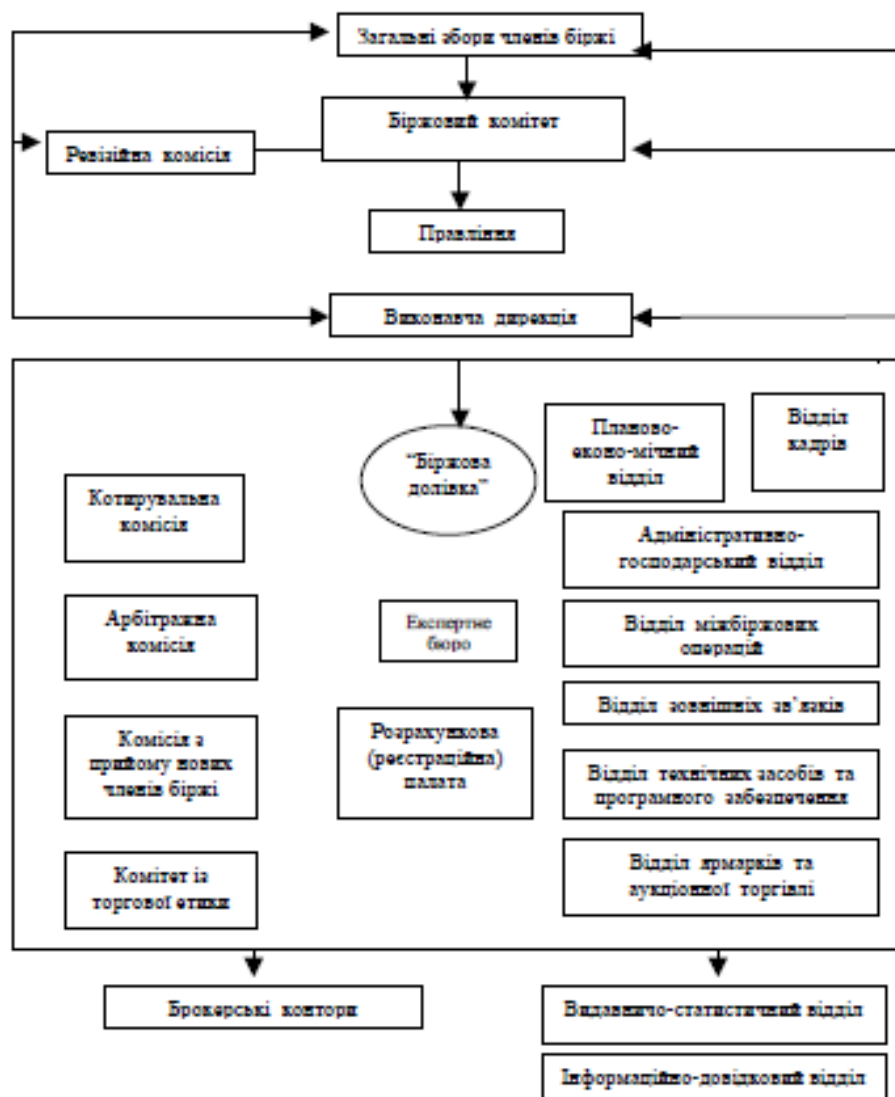 Загальні збори членів біржі
Біржовий комітет
Ревізійна комісія
Правління
Виконавча дирекція
“Біржова
долівка”
Планово-
еконо-мічний
відділ
Відділ
кадрів
Котирувальна
комісія
Адміністративно-
господарський відділ
Арбітражна
комісія
Експертне
бюро
Відділ міжбіржових
операцій
Відділ зовнішніх зв’язків
Комісія з
прийому нових
членів біржі
Розрахункова
(реєстраційна)
палата
Відділ технічних засобів та
програмного забезпечення
Комітет із
торгової етики
Відділ ярмарків та
аукціонної торгівлі
Брокерські контори
Видавничо-статистичний відділ
Інформаційно-довідковий відділ